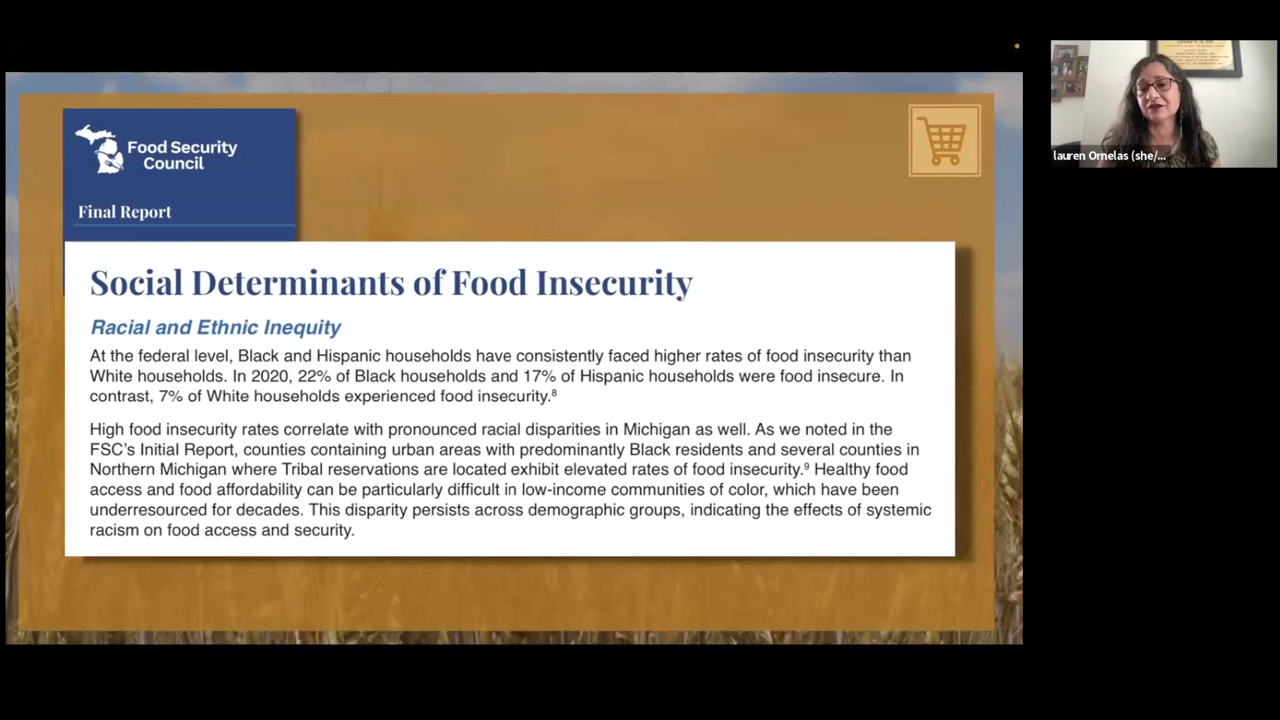 Food Security
Council
Final Report
Social Determinants of Food Insecurity
Racial and Ethnic Inequity
At the federal level, Black and Hispanic households have consistently faced higher rates of food insecurity than
White households. In 2020, 22% of Black households and 17% of Hispanic households were food insecure. In
contrast, 7% of White households experienced food insecurity.⁸
High food insecurity rates correlate with pronounced racial disparities in Michigan as well. As we noted in the
FSC's Initial Report, counties containing urban areas with predominantly Black residents and several counties in
Northern Michigan where Tribal reservations are located exhibit elevated rates of food insecurity.⁹ Healthy food
access and food affordability can be particularly difficult in low-income communities of color, which have been
underresourced for decades. This disparity persists across demographic groups, indicating the effects of systemic
racism on food access and security.
lauren Ornelas (she/...